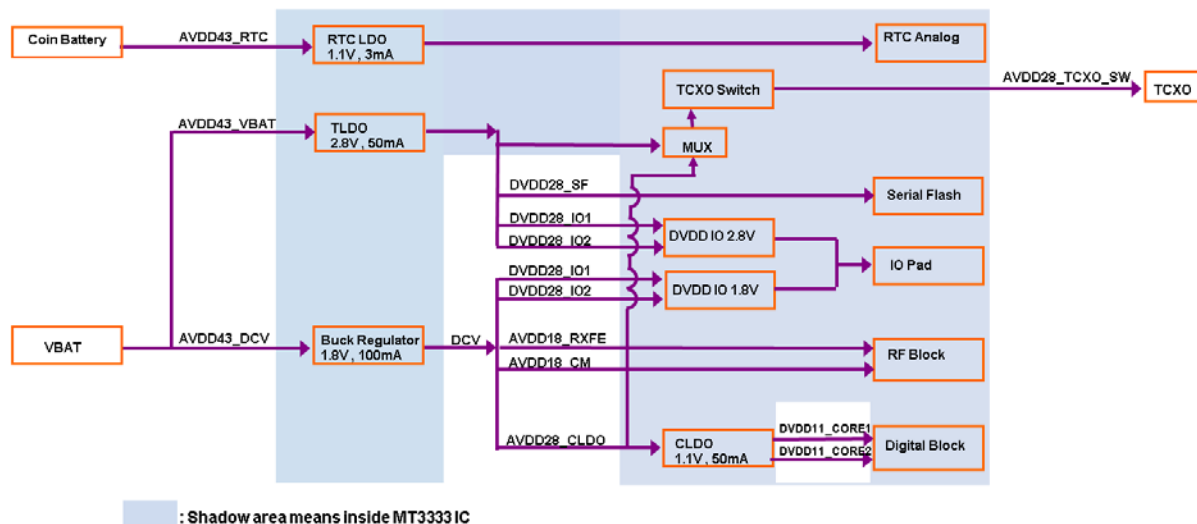 Coin Battery
AVDD43_RTC
RTC LDO
1.1V , 3mA
RTC Analog
TCXO Switch
AVDD28_TCXO_SW
TCXO
AVDD43_VBAT
TLDO
2.8V , 50mA
MUX
DVDD28_SF
Serial Flash
DVDD28_IO1
DVDD28_IO2
DVDD IO 2.8V
IO Pad
DVDD28_IO1
DVDD28_IO2
DVDD IO 1.8V
VBAT
AVDD43_DCV
Buck Regulator
1.8V , 100mA
DCV
AVDD18_RXFE
AVDD18_CM
RF Block
AVDD28_CLDO
CLDO
1.1V , 50mA
DVDD11_CORE1
DVDD11_CORE2
Digital Block
: Shadow area means inside MT3333 IC